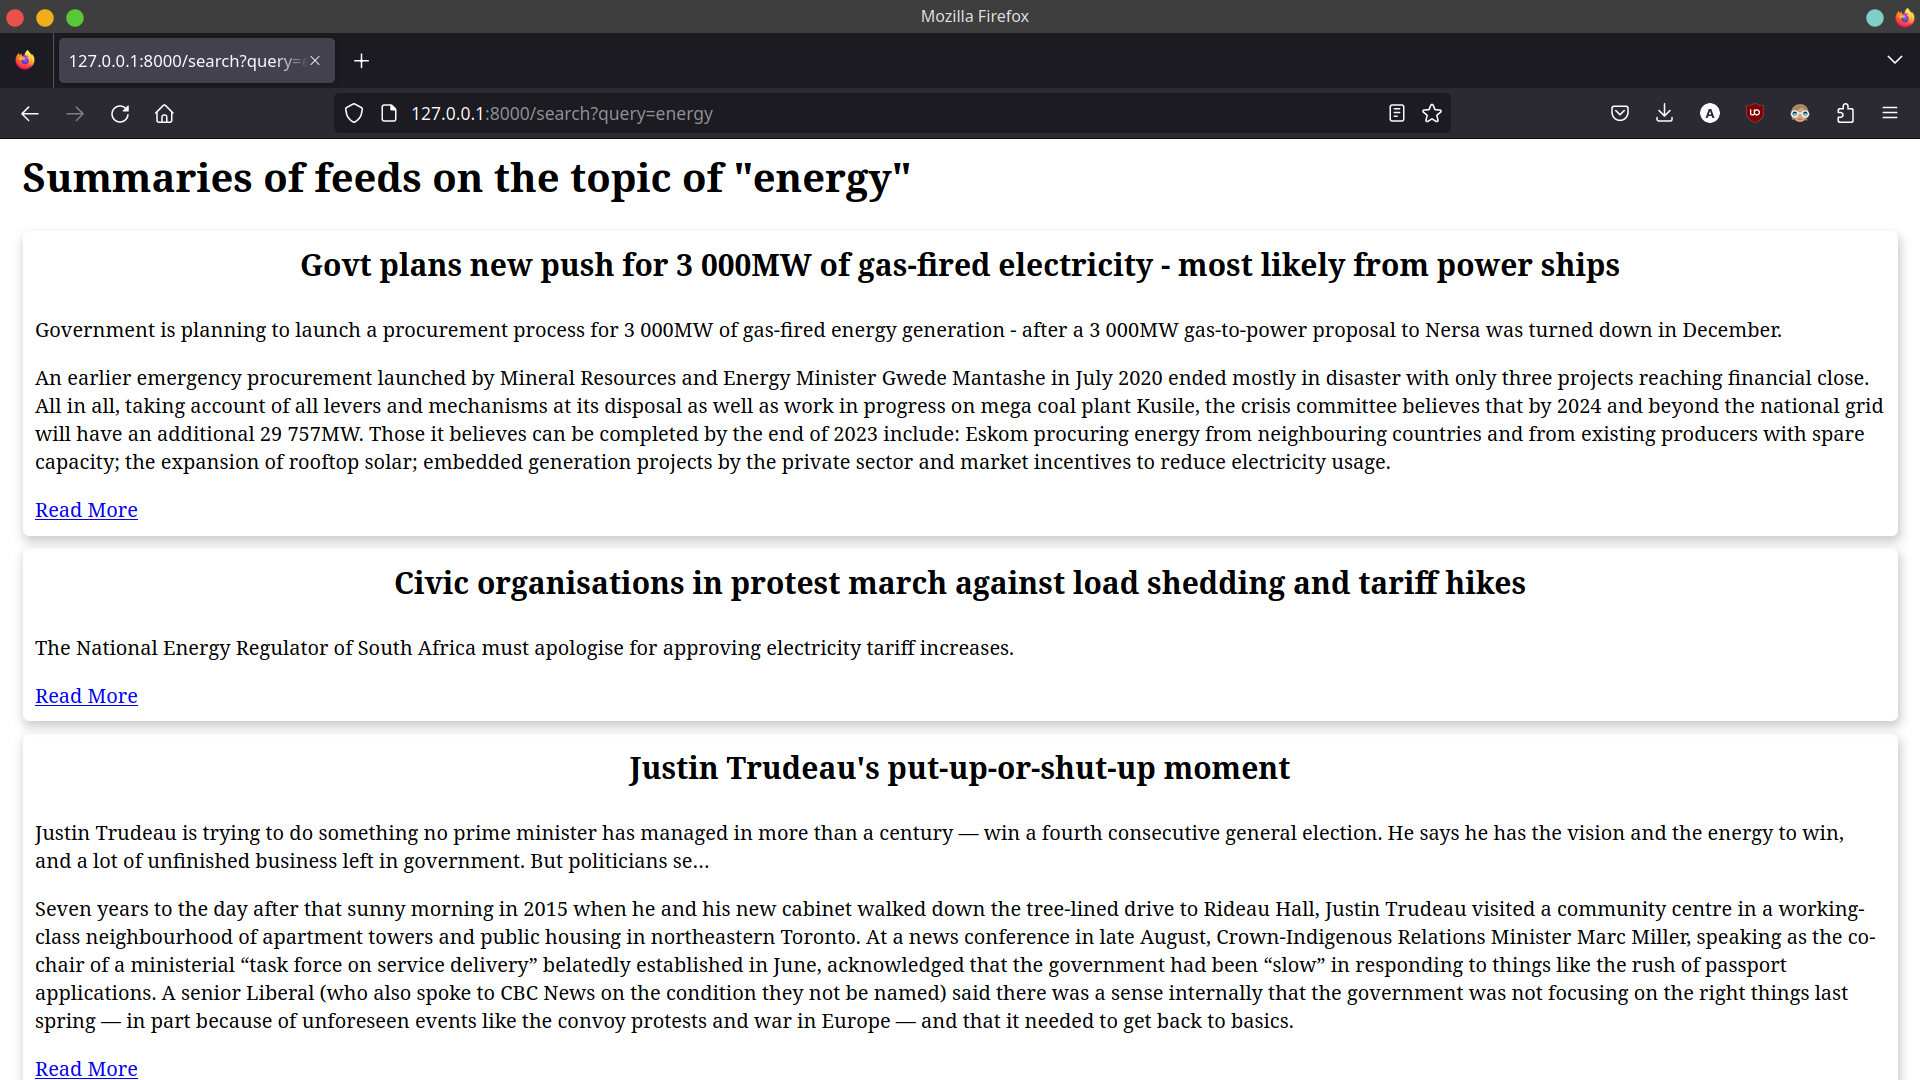 Mozilla Firefox
127.0.0.1:8000/search?query=
127.0.0.1:8000/search?query=energy
Summaries of feeds on the topic of "energy"
Govt plans new push for 3 000MW of gas-fired electricity - most likely from power ships
Government is planning to launch a procurement process for 3 000MW of gas-fired energy generation - after a 3 000MW gas-to-power proposal to Nersa was turned down in December.
An earlier emergency procurement launched by Mineral Resources and Energy Minister Gwede Mantashe in July 2020 ended mostly in disaster with only three projects reaching financial close.
All in all, taking account of all levers and mechanisms at its disposal as well as work in progress on mega coal plant Kusile, the crisis committee believes that by 2024 and beyond the national grid
will have an additional 29 757MW. Those it believes can be completed by the end of 2023 include: Eskom procuring energy from neighbouring countries and from existing producers with spare
capacity; the expansion of rooftop solar; embedded generation projects by the private sector and market incentives to reduce electricity usage.
Read More
Civic organisations in protest march against load shedding and tariff hikes
The National Energy Regulator of South Africa must apologise for approving electricity tariff increases.
Read More
Justin Trudeau's put-up-or-shut-up moment
Justin Trudeau is trying to do something no prime minister has managed in more than a century — win a fourth consecutive general election. He says he has the vision and the energy to win,
and a lot of unfinished business left in government. But politicians se…
Seven years to the day after that sunny morning in 2015 when he and his new cabinet walked down the tree-lined drive to Rideau Hall, Justin Trudeau visited a community centre in a working-
class neighbourhood of apartment towers and public housing in northeastern Toronto. At a news conference in late August, Crown-Indigenous Relations Minister Marc Miller, speaking as the co-
chair of a ministerial “task force on service delivery” belatedly established in June, acknowledged that the government had been “slow” in responding to things like the rush of passport
applications. A senior Liberal (who also spoke to CBC News on the condition they not be named) said there was a sense internally that the government was not focusing on the right things last
spring — in part because of unforeseen events like the convoy protests and war in Europe — and that it needed to get back to basics.
Read More